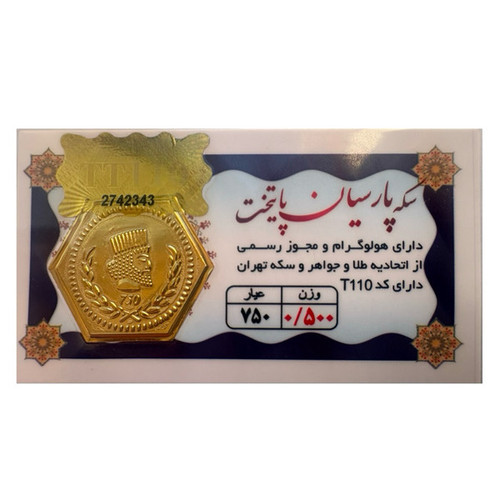 2742343
سکه پارسیان پایتخت
دارای هولوگرام و مجوز رسمی
از اتحادیه طلا و جواهر و سکه تهران
دارای کد T110
وزن عیار
۰/۵۰۰ ۷۵۰
750